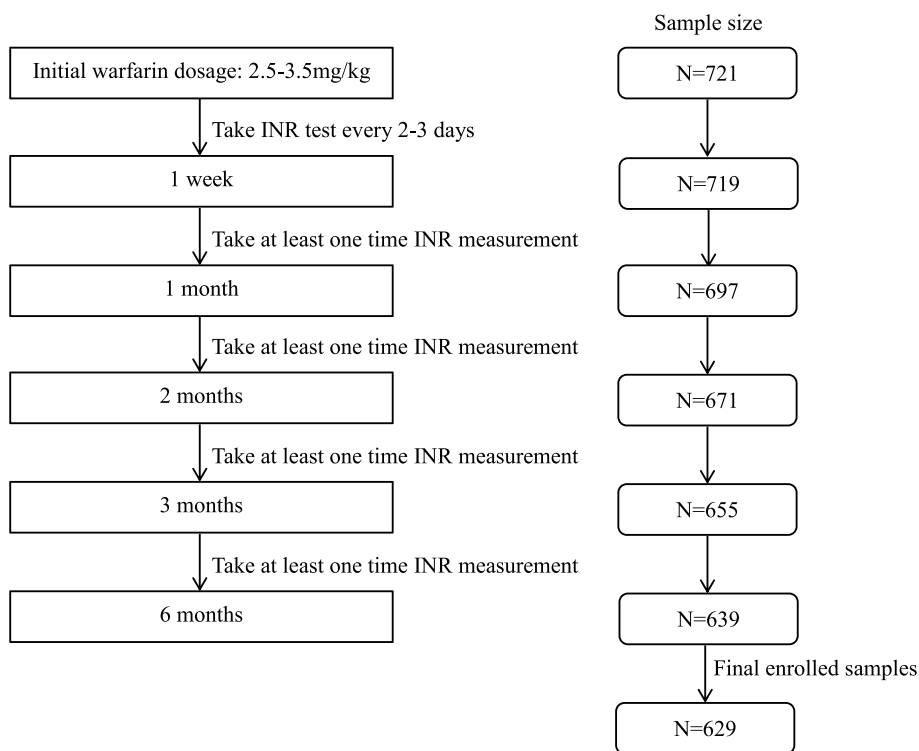 Sample size
Initial warfarin dosage: 2.5-3.5mg/kg
N=721
Take INR test every 2-3 days
1 week
N=719
Take at least one time INR measurement
1 month
N=697
Take at least one time INR measurement
2 months
N=671
Take at least one time INR measurement
3 months
N=655
Take at least one time INR measurement
6 months
N=639
Final enrolled samples
N=629